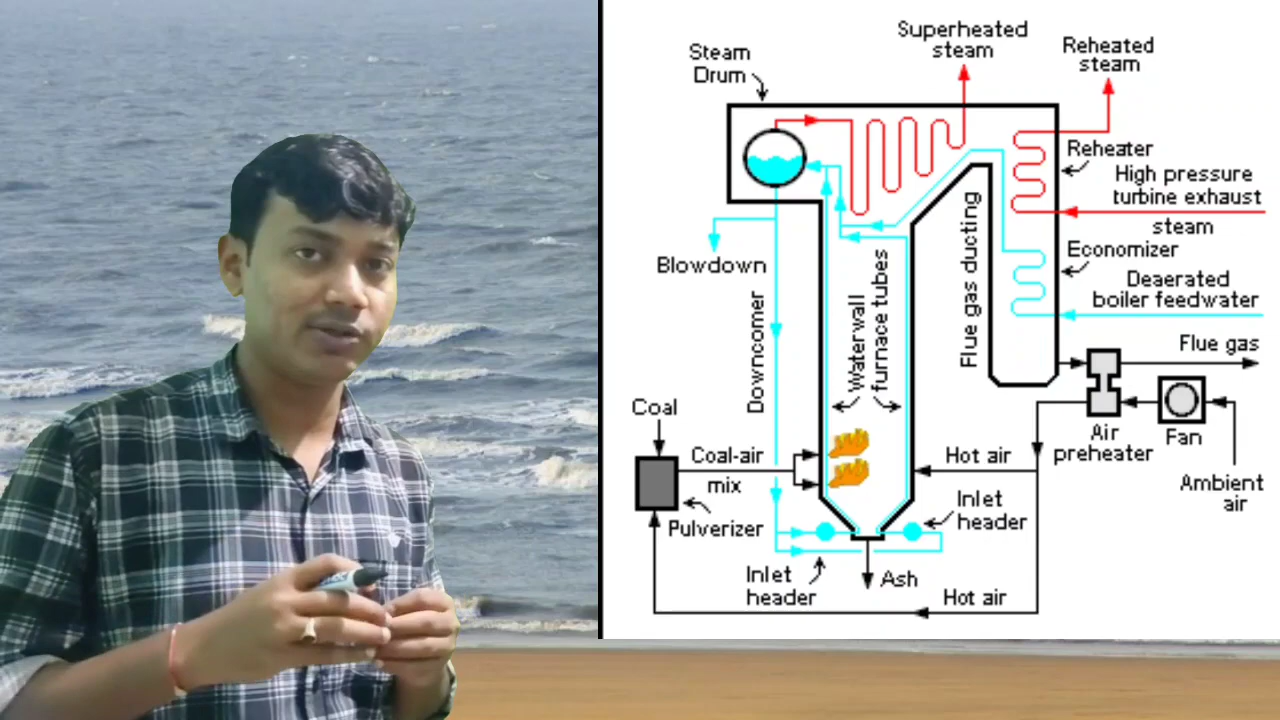 Superheated
steam
Reheated
steam
Steam
Drum
Reheater
High pressure
turbine exhaust
steam
Economizer
Deaerated
boiler feedwater
Blowdown
Downcomer
Waterwall
furnace tubes
Flue gas ducting
Flue gas
Coal
Coal-air
mix
Pulverizer
Hot air
Air
preheater
Fan
Ambient
air
Inlet
header
Inlet
header
Ash
Hot air